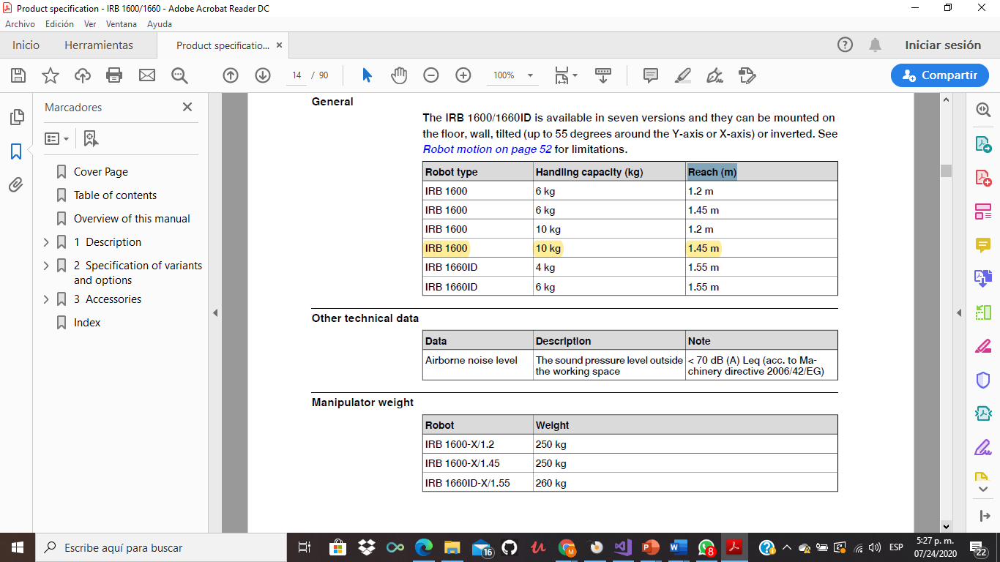 Product specification - IRB 1600/1660 - Adobe Acrobat Reader DC
Archivo Edición Ver Ventana Ayuda
Inicio Herramientas Product specificatio... Iniciar sesión
14 / 90 100% Compartir
Marcadores
Cover Page
Table of contents
Overview of this manual
1 Description
2 Specification of variants
and options
3 Accessories
Index
General
The IRB 1600/1660ID is available in seven versions and they can be mounted on
the floor, wall, tilted (up to 55 degrees around the Y-axis or X-axis) or inverted. See
Robot motion on page 52 for limitations.
Robot type Handling capacity (kg) Reach (m)
IRB 1600 6 kg 1.2 m
IRB 1600 6 kg 1.45 m
IRB 1600 10 kg 1.2 m
IRB 1600 10 kg 1.45 m
IRB 1660ID 4 kg 1.55 m
IRB 1660ID 6 kg 1.55 m
Other technical data
Data Description Note
Airborne noise level The sound pressure level outside < 70 dB (A) Leq (acc. to Ma-
the working space chinery directive 2006/42/EG)
Manipulator weight
Robot Weight
IRB 1600-X/1.2 250 kg
IRB 1600-X/1.45 250 kg
IRB 1660ID-X/1.55 260 kg
Escribe aquí para buscar 16 8 ESP 5:27 p. m.
07/24/2020 22